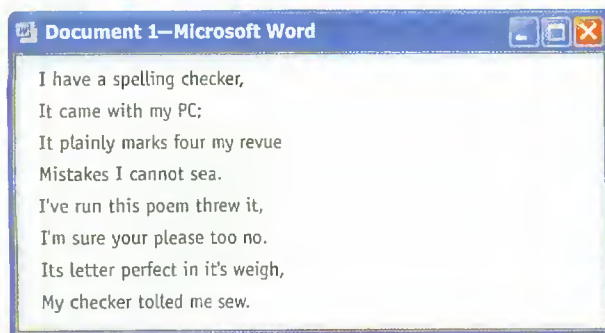 Document 1—Microsoft Word
I have a spelling checker,
It came with my PC;
It plainly marks four my revue
Mistakes I cannot sea.
I've run this poem threw it,
I'm sure your please too no.
Its letter perfect in it's weigh,
My checker tolled me sew.